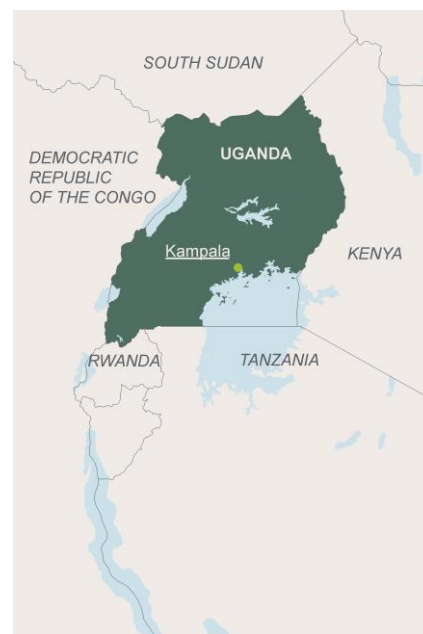 SOUTH SUDAN
DEMOCRATIC
REPUBLIC
OF THE CONGO
UGANDA
Kampala
KENYA
RWANDA
TANZANIA